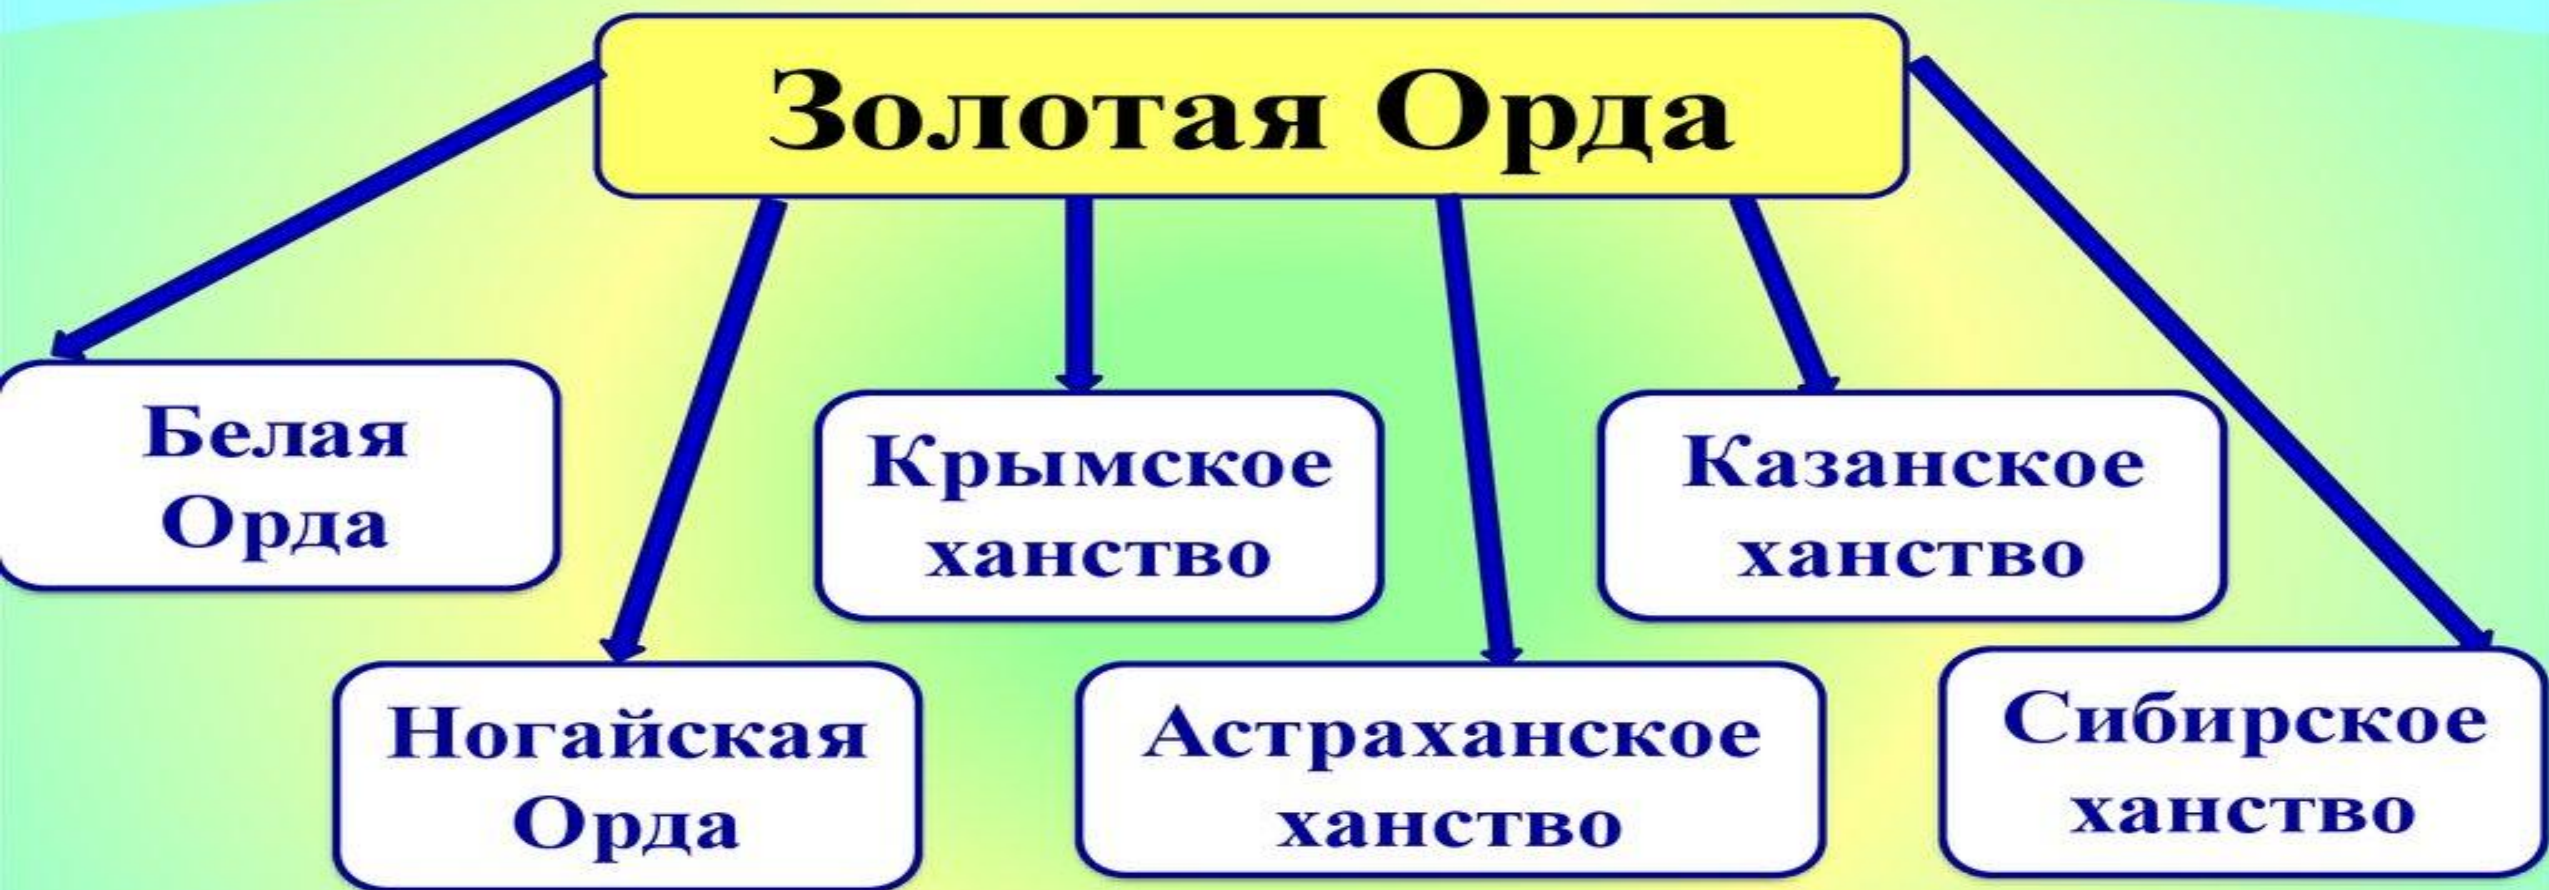 Золотая Орда
Белая
Орда
Крымское
ханство
Казанское
ханство
Ногайская
Орда
Астраханское
ханство
Сибирское
ханство